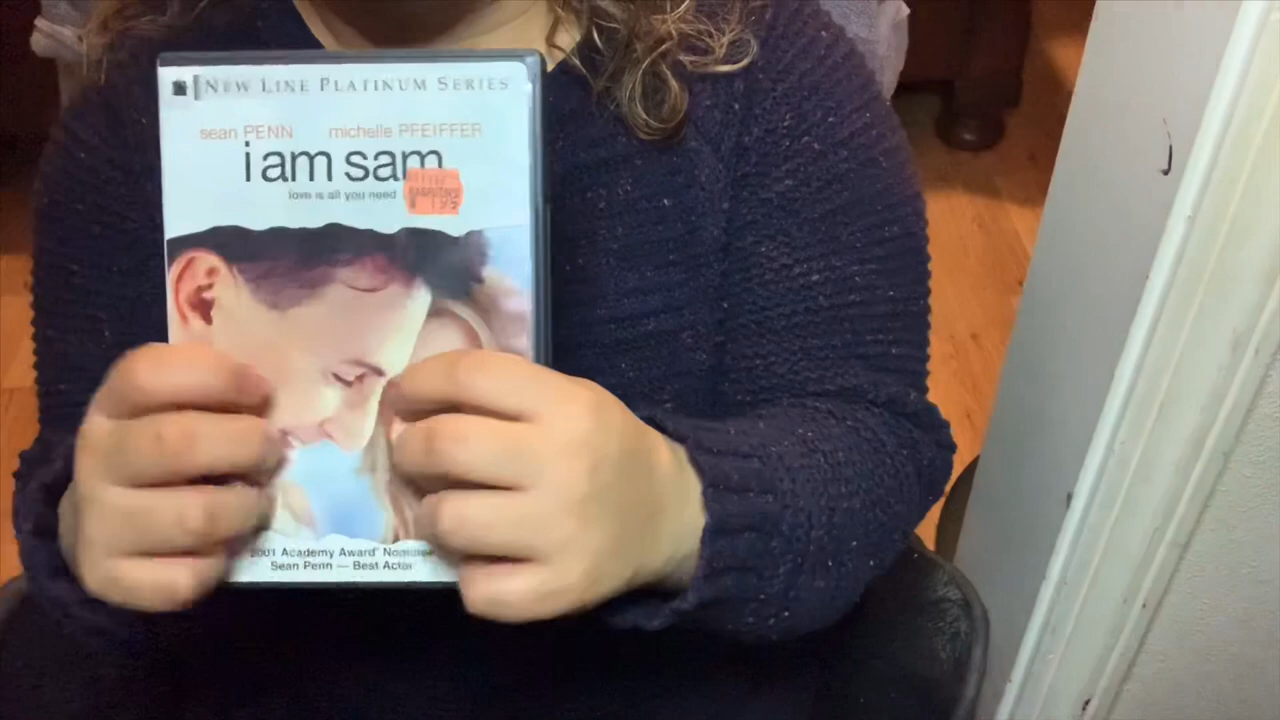 NEW LINE PLATINUM SERIES
sean PENN michelle PFEIFFER
i am sam
love is all you need
2001 Academy Award Nominee
Sean Penn — Best Actor